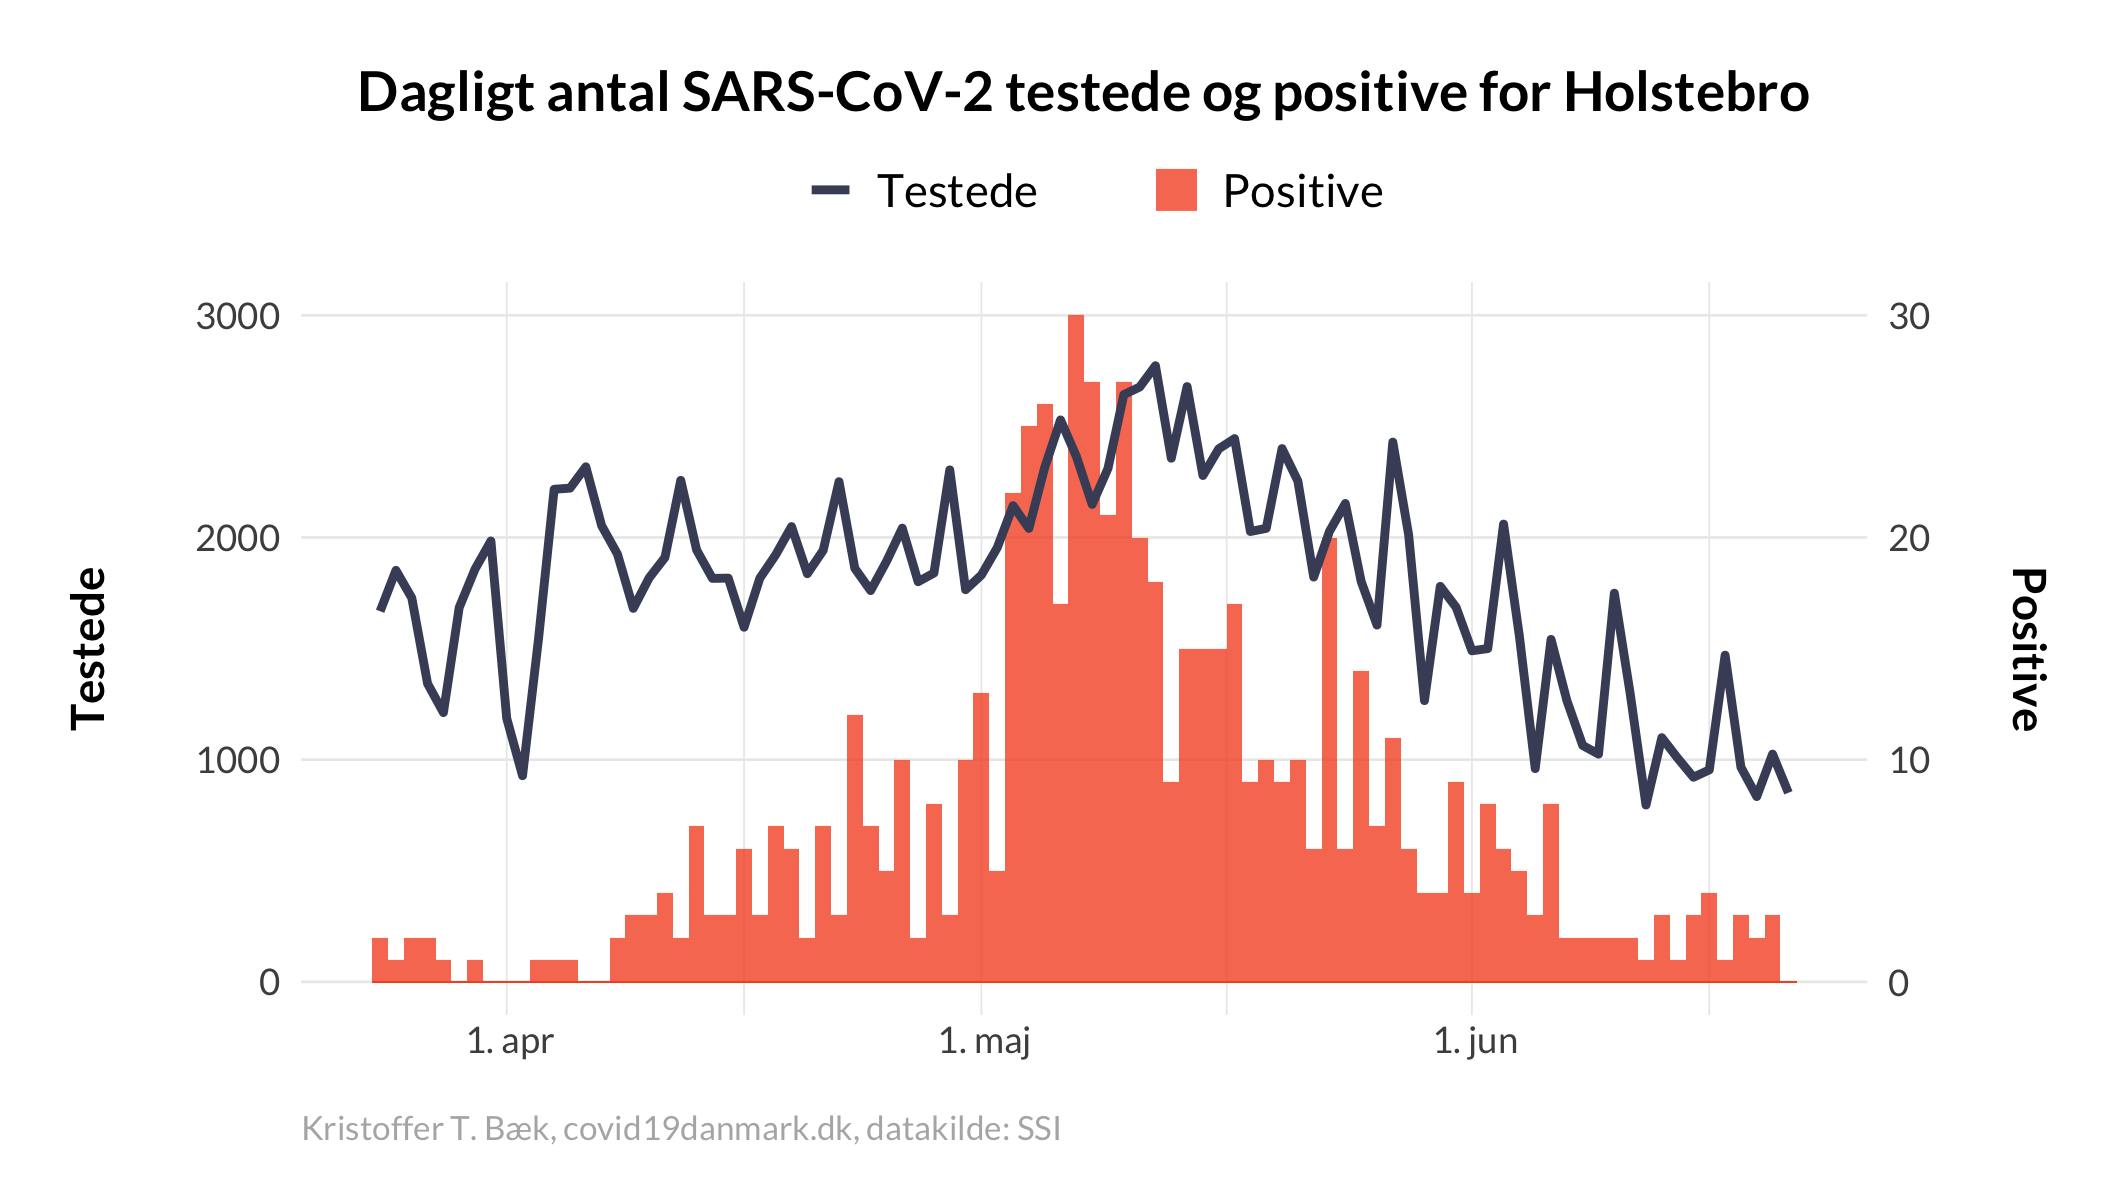 Dagligt antal SARS-CoV-2 testede og positive for Holstebro
Testede
Positive
3000
2000
1000
0
Testede
30
20
10
0
Positive
1. apr
1. maj
1. jun
Kristoffer T. Bæk, covid19danmark.dk, datakilde: SSI